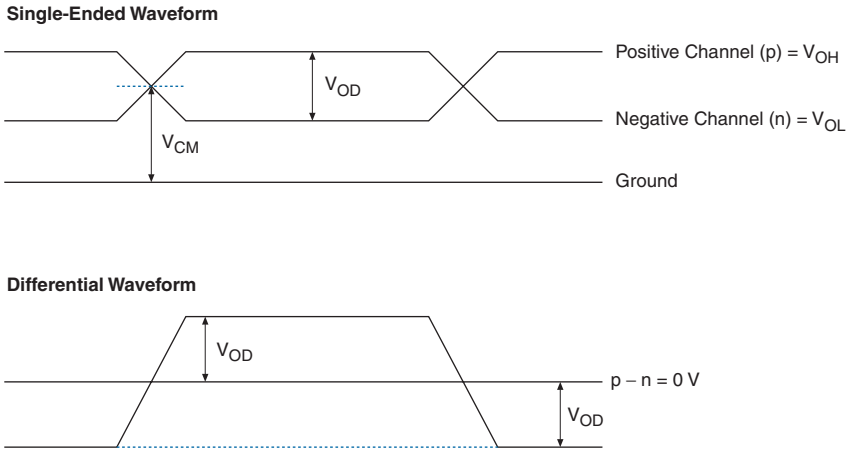 Single-Ended Waveform
Positive Channel (p) = VOH
VOD
Negative Channel (n) = VOL
VCM
Ground
Differential Waveform
VOD
p – n = 0 V
VOD